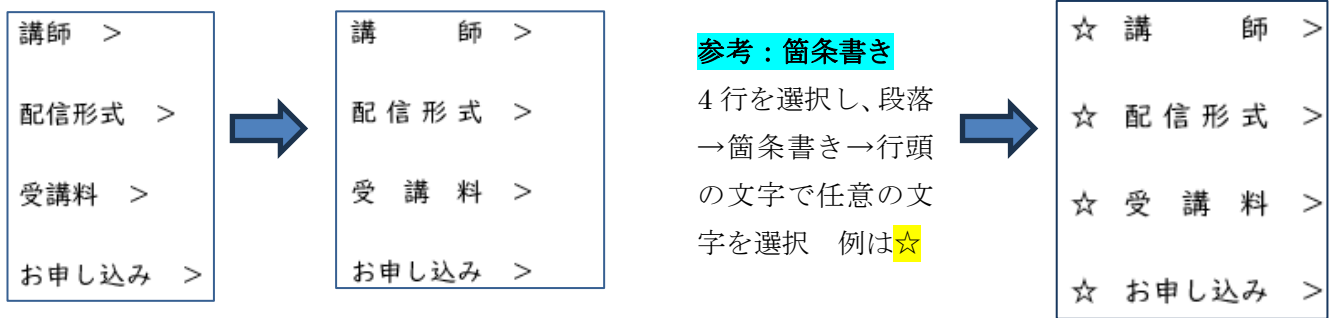 講師　＞
配信形式　＞
受講料　＞
お申し込み　＞
講　　　師　＞
配 信 形 式　＞
受　講　料　＞
お申し込み　＞
参考：箇条書き
4 行を選択し、段落
→箇条書き→行頭
の文字で任意の文
字を選択　例は☆
☆　講　　　師　＞
☆　配 信 形 式　＞
☆　受　講　料　＞
☆　お申し込み　＞